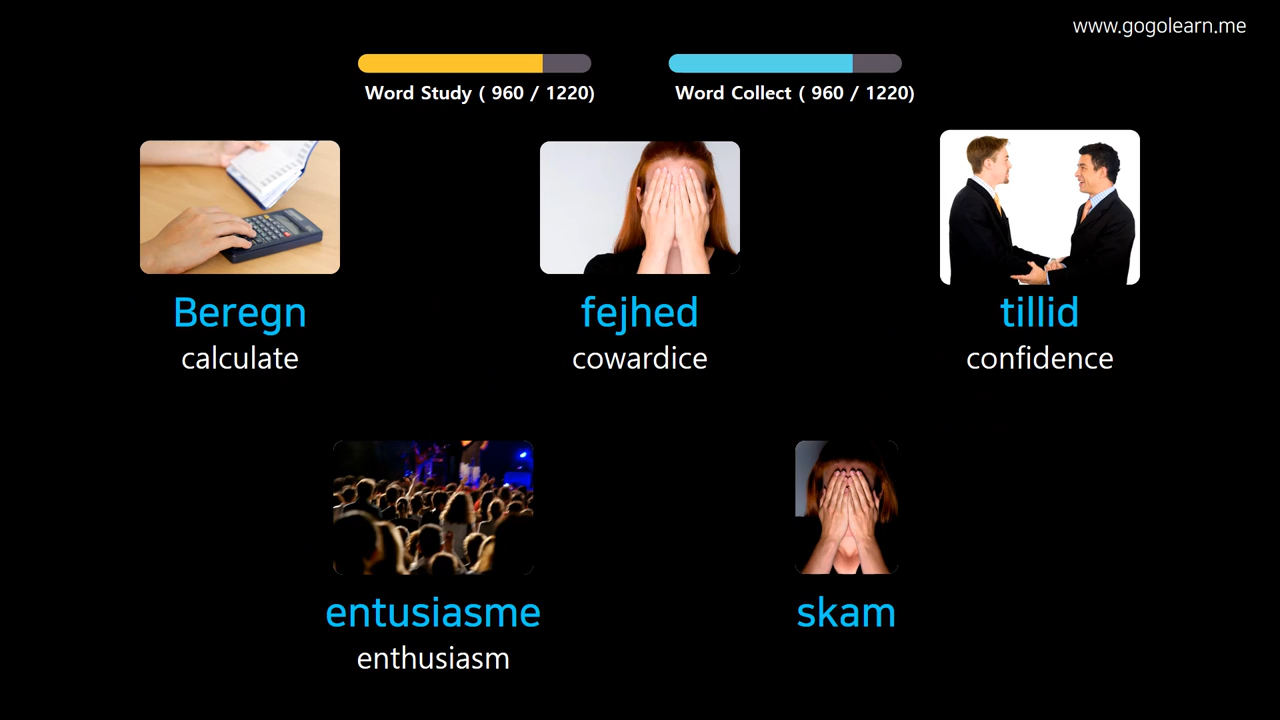 www.gogolearn.me
Word Study ( 960 / 1220)
Word Collect ( 960 / 1220)
Beregn
calculate
fejhed
cowardice
tillid
confidence
entusiasme
enthusiasm
skam